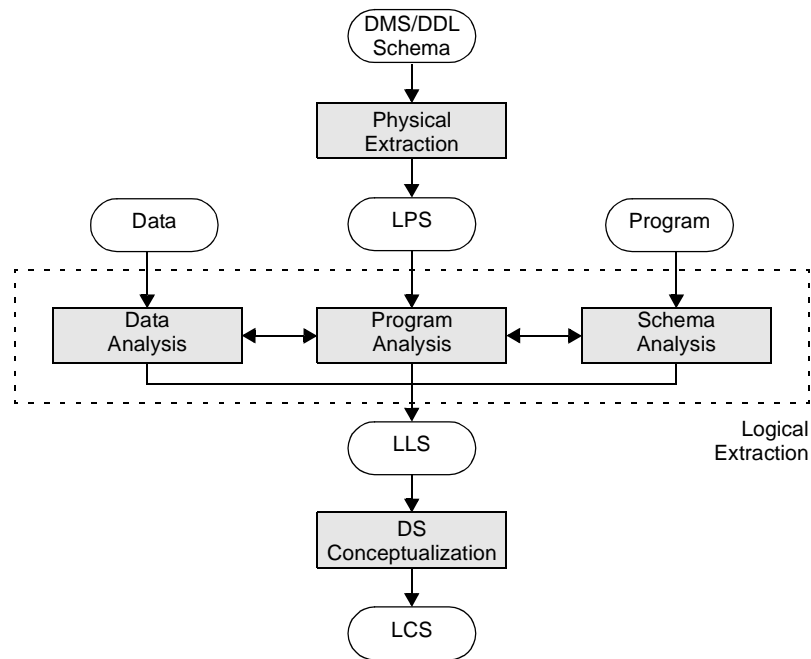 DMS/DDL
Schema
Physical
Extraction
Data
LPS
Program
Data
Analysis
Program
Analysis
Schema
Analysis
Logical
Extraction
LLS
DS
Conceptualization
LCS